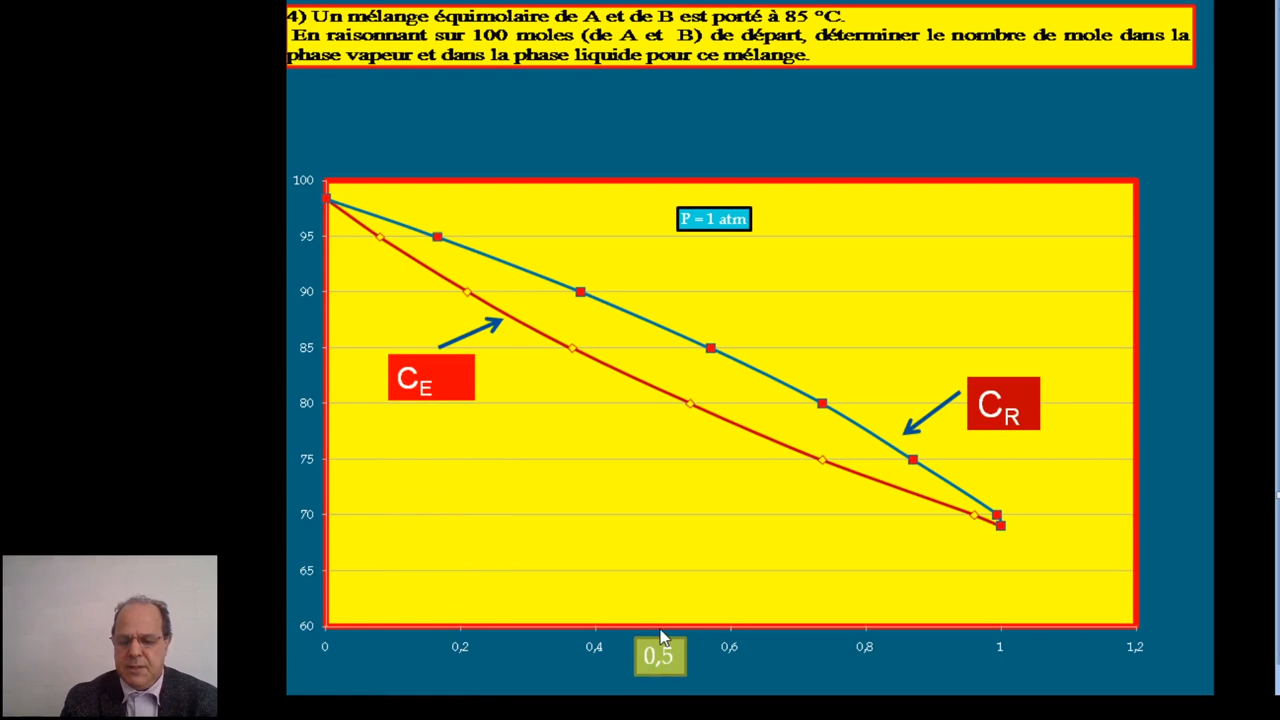 4) Un mélange équimolaire de A et de B est porté à 85 °C.
En raisonnant sur 100 moles (de A et B) de départ, déterminer le nombre de mole dans la
phase vapeur et dans la phase liquide pour ce mélange.
100
P = 1 atm
95
90
85
CE
CR
80
75
70
65
60
0
0,2
0,4
0,5
0,6
0,8
1
1,2